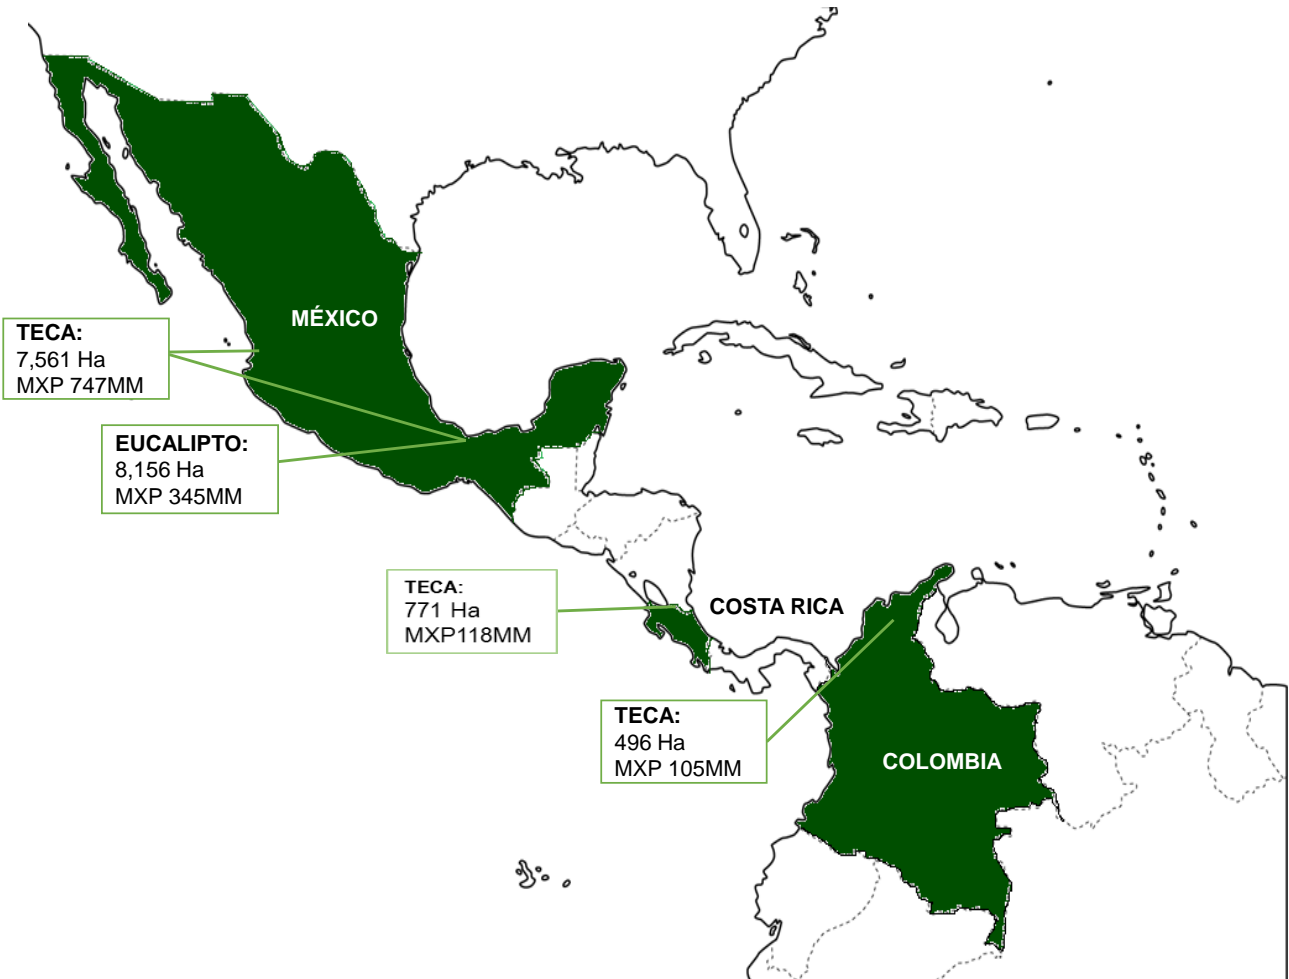 MÉXICO
TECA:
7,561 Ha
MXP 747MM
EUCALIPTO:
8,156 Ha
MXP 345MM
TECA:
771 Ha
MXP118MM
COSTA RICA
TECA:
496 Ha
MXP 105MM
COLOMBIA